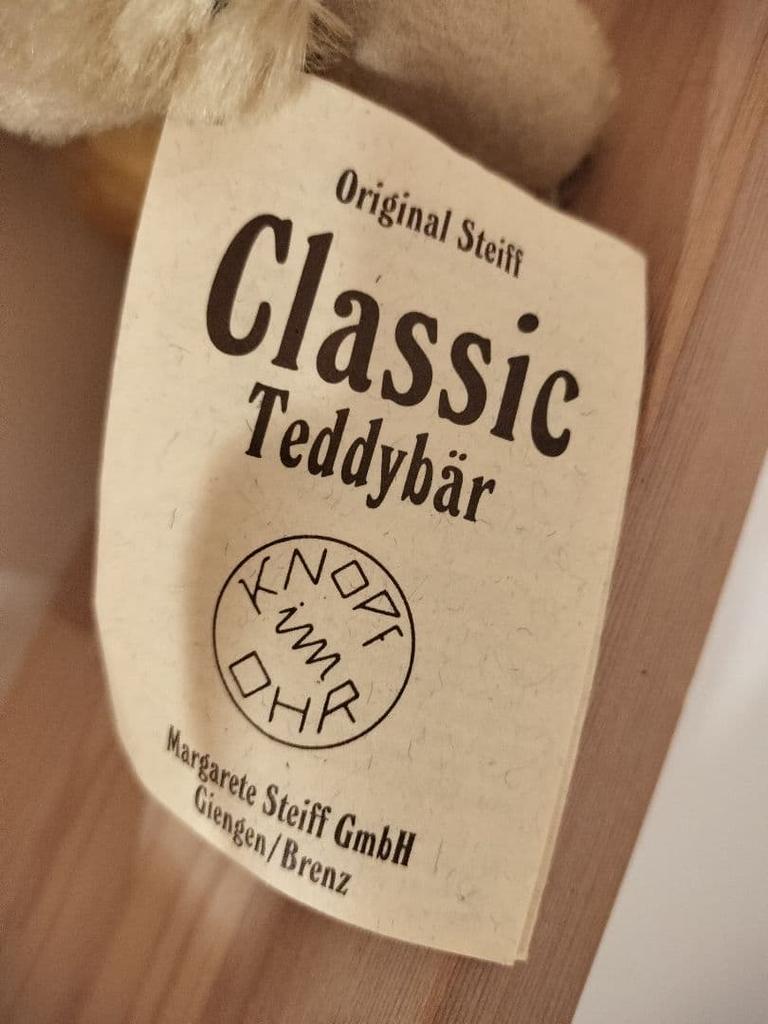 Original Steiff
Classic
Teddybär
KNOPF
im
OHR
Margarete Steiff GmbH
Giengen/Brenz